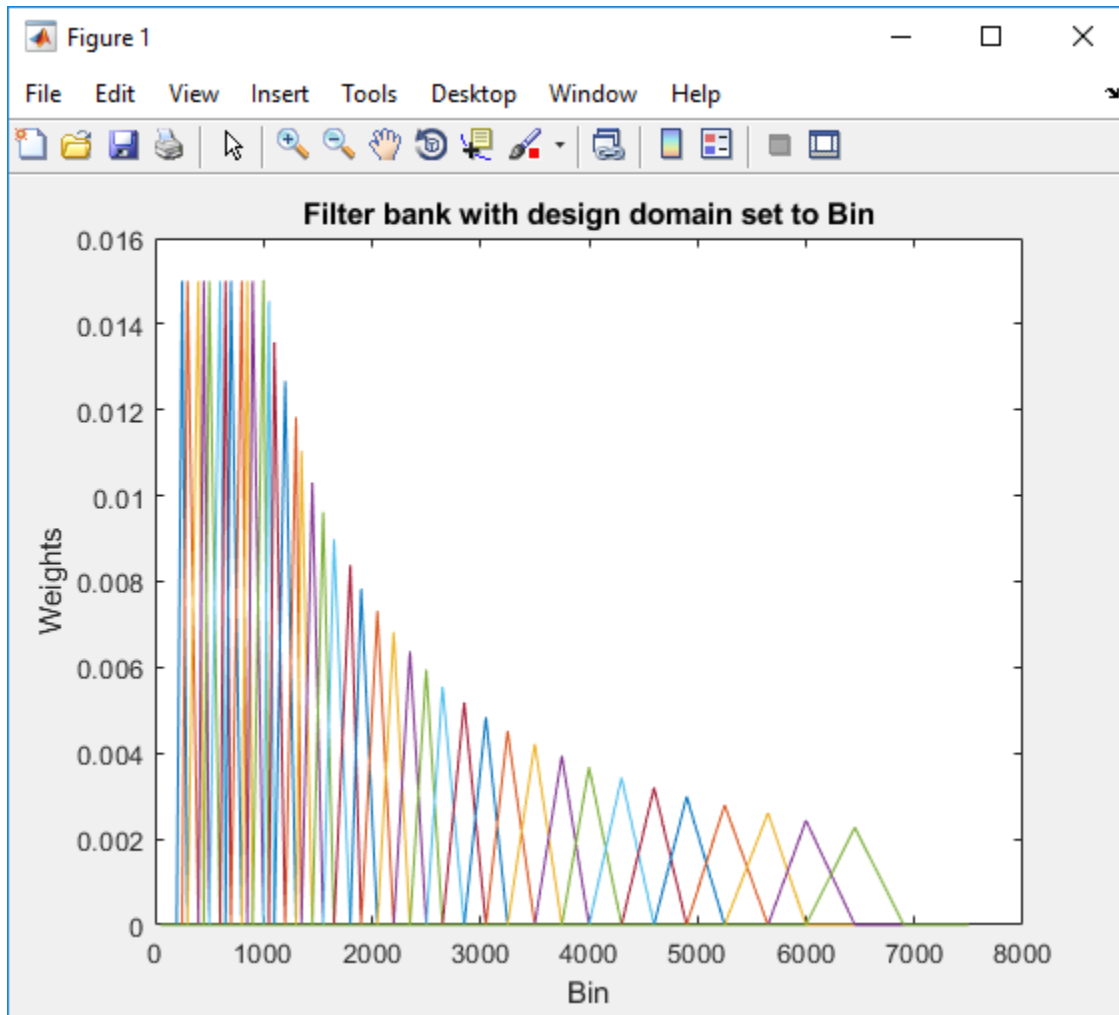 Figure 1
File Edit View Insert Tools Desktop Window Help
Filter bank with design domain set to Bin
0.016
0.014
0.012
0.01
0.008
0.006
0.004
0.002
0
Weights
0 1000 2000 3000 4000 5000 6000 7000 8000
Bin